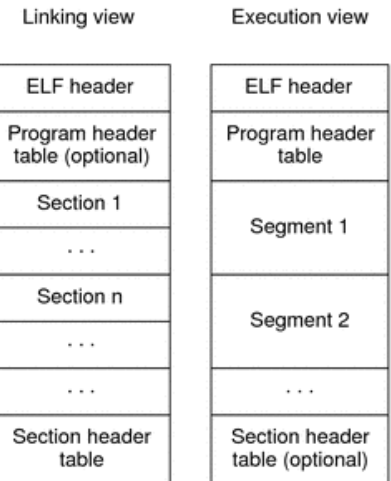 Linking view
ELF header
Program header
table (optional)
Section 1
. . .
Section n
. . .
. . .
Section header
table
Execution view
ELF header
Program header
table
Segment 1
Segment 2
. . .
Section header
table (optional)